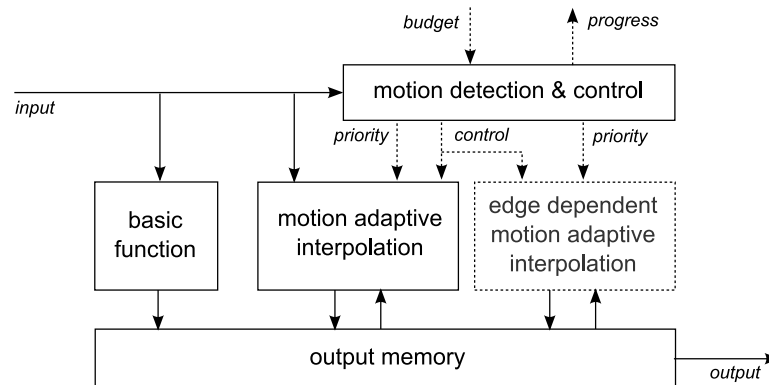 budget
progress
motion detection & control
input
priority
control
priority
basic
function
motion adaptive
interpolation
edge dependent
motion adaptive
interpolation
output memory
output